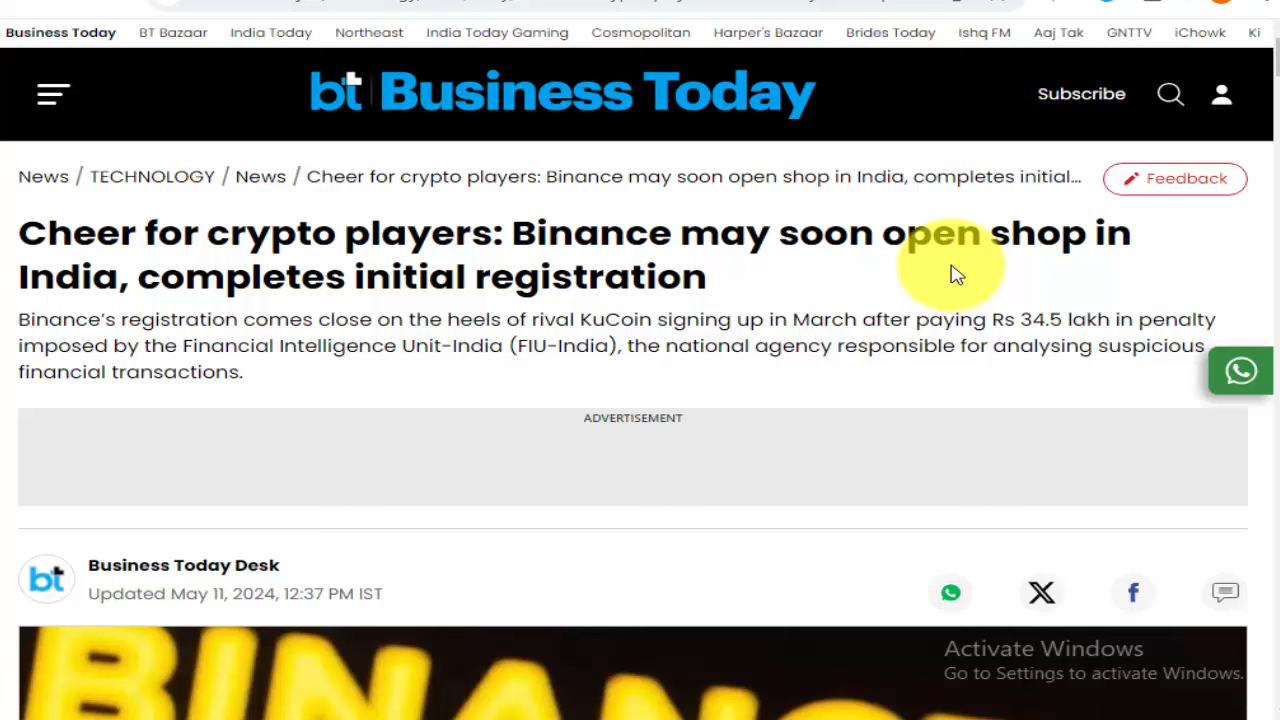 Business Today BT Bazaar India Today Northeast India Today Gaming Cosmopolitan Harper's Bazaar Brides Today Ishq FM Aaj Tak GNTTV iChowk Ki
bt Business Today Subscribe
News / TECHNOLOGY / News / Cheer for crypto players: Binance may soon open shop in India, completes initial... Feedback
Cheer for crypto players: Binance may soon open shop in
India, completes initial registration
Binance’s registration comes close on the heels of rival KuCoin signing up in March after paying Rs 34.5 lakh in penalty
imposed by the Financial Intelligence Unit-India (FIU-India), the national agency responsible for analysing suspicious
financial transactions.
ADVERTISEMENT
bt Business Today Desk
Updated May 11, 2024, 12:37 PM IST
BINANCE
Activate Windows
Go to Settings to activate Windows.